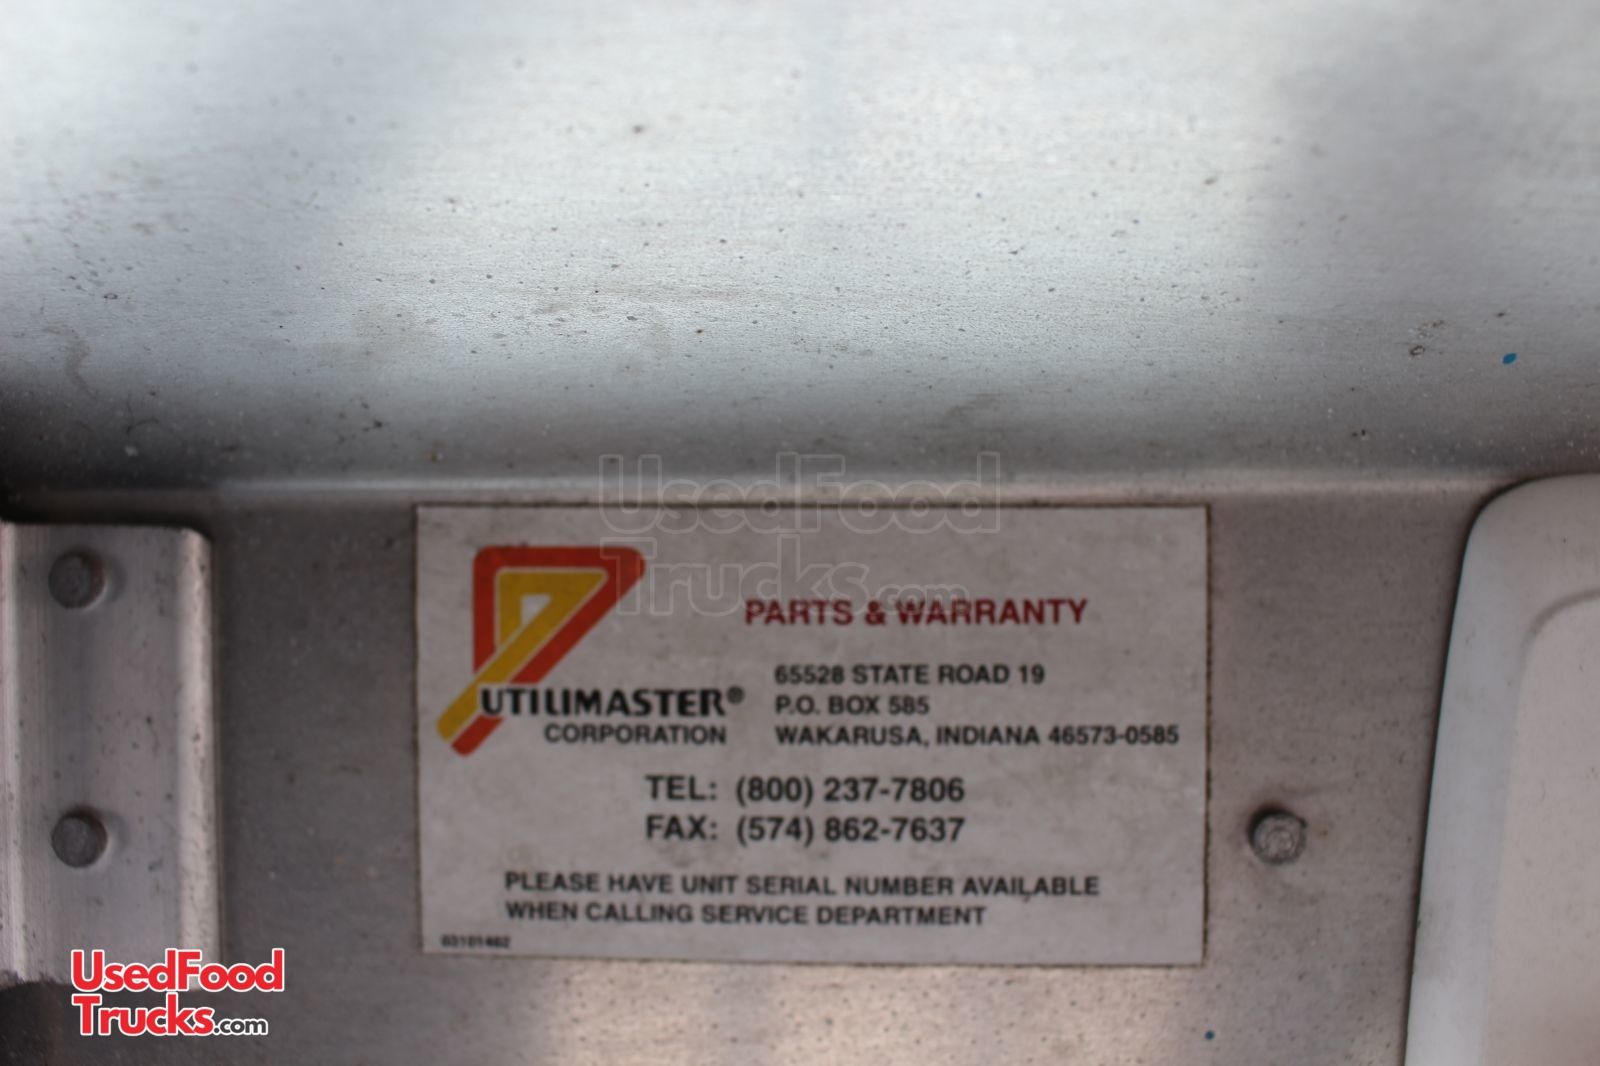 UsedFood
Trucks.com
PARTS & WARRANTY
65528 STATE ROAD 19
P.O. BOX 585
WAKARUSA, INDIANA 46573-0585
UTILIMASTER®
CORPORATION
TEL: (800) 237-7806
FAX: (574) 862-7637
PLEASE HAVE UNIT SERIAL NUMBER AVAILABLE
WHEN CALLING SERVICE DEPARTMENT
03101462
UsedFood
Trucks.com